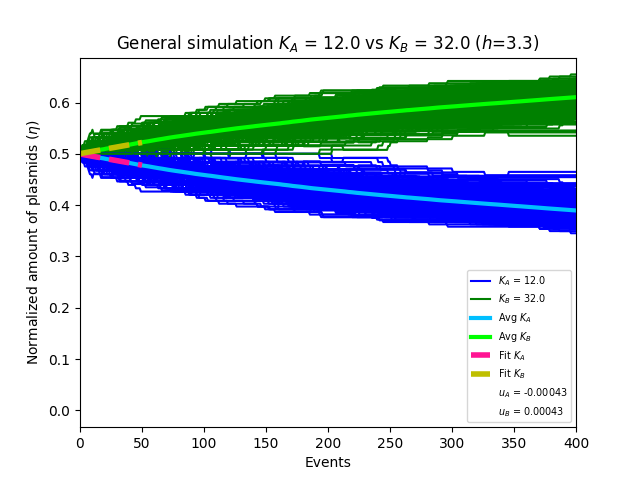 General simulation K_A = 12.0 vs K_B = 32.0 (h=3.3)
Normalized amount of plasmids (η)
0.6
0.5
0.4
0.3
0.2
0.1
0.0
K_A = 12.0
K_B = 32.0
Avg K_A
Avg K_B
Fit K_A
Fit K_B
u_A = -0.00043
u_B = 0.00043
0 50 100 150 200 250 300 350 400
Events